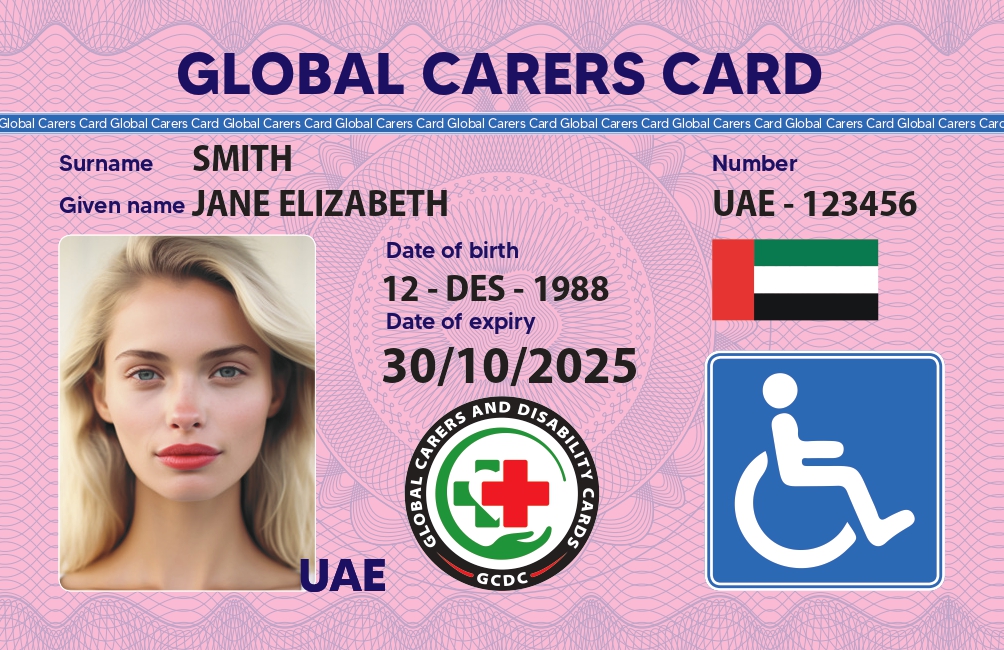 GLOBAL CARERS CARD
Global Carers Card Global Carers Card Global Carers Card Global Carers Card Global Carers Card Global Carers Card Global Carers Card Global Carers Card Global Carers Card
Surname SMITH
Given name JANE ELIZABETH
Number
UAE - 123456
Date of birth
12 - DES - 1988
Date of expiry
30/10/2025
UAE
GLOBAL CARERS AND DISABILITY CARDS
GCDC